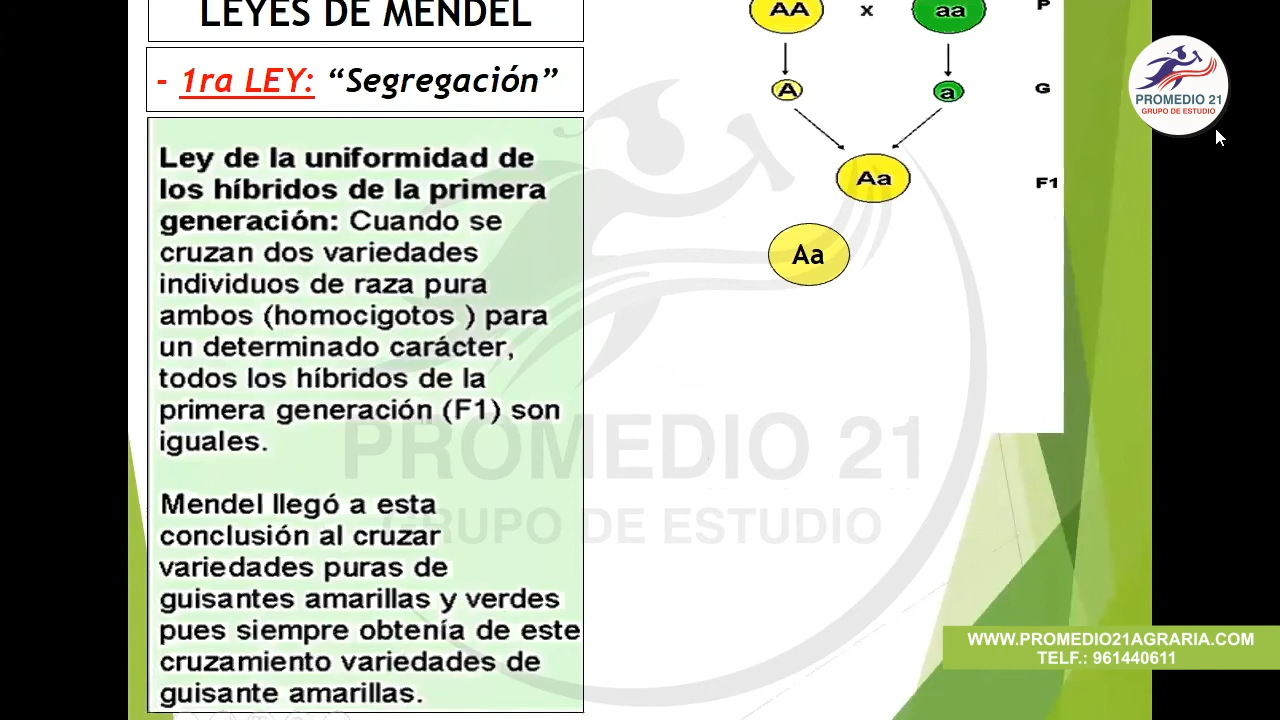 LEYES DE MENDEL
- 1ra LEY: “Segregación”
Ley de la uniformidad de
los híbridos de la primera
generación: Cuando se
cruzan dos variedades
individuos de raza pura
ambos (homocigotos ) para
un determinado carácter,
todos los híbridos de la
primera generación (F1) son
iguales.
Mendel llegó a esta
conclusión al cruzar
variedades puras de
guisantes amarillas y verdes
pues siempre obtenía de este
cruzamiento variedades de
guisante amarillas.
AA x aa P
A a G
Aa F1
Aa
PROMEDIO 21
GRUPO DE ESTUDIO
PROMEDIO 21
GRUPO DE ESTUDIO
WWW.PROMEDIO21AGRARIA.COM
TELF.: 961440611